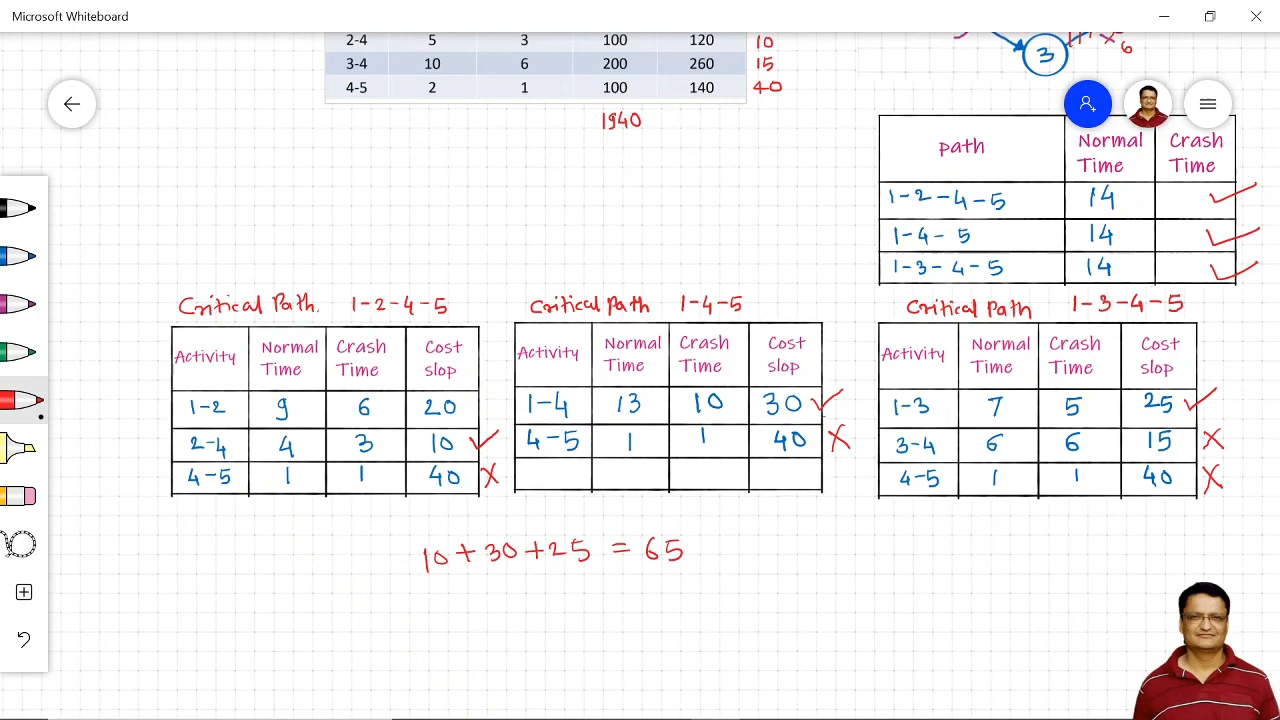 Microsoft Whiteboard
2-4 5 3 100 120 10
3-4 10 6 200 260 15
4-5 2 1 100 140 40
1940
3
6
path Normal Time Crash Time
1-2-4-5 14
1-4-5 14
1-3-4-5 14
Critical Path. 1-2-4-5
Activity Normal Time Crash Time Cost slop
1-2 9 6 20
2-4 4 3 10 ✓
4-5 1 1 40 X
Critical Path 1-4-5
Activity Normal Time Crash Time Cost slop
1-4 13 10 30 ✓
4-5 1 1 40 X
Critical Path 1-3-4-5
Activity Normal Time Crash Time Cost slop
1-3 7 5 25 ✓
3-4 6 6 15 X
4-5 1 1 40 X
10+30+25 = 65